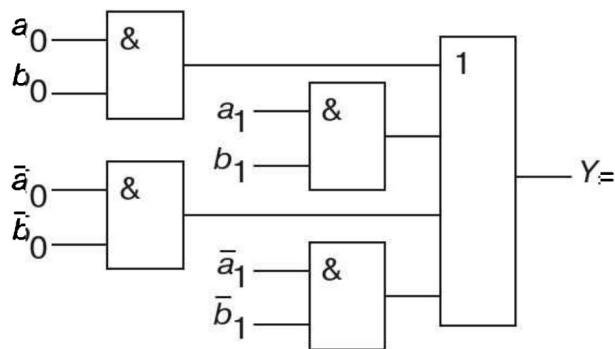 a₀
&
b₀
1
a₁
&
b₁
ā₀
&
b̄₀
Y=
ā₁
&
b̄₁